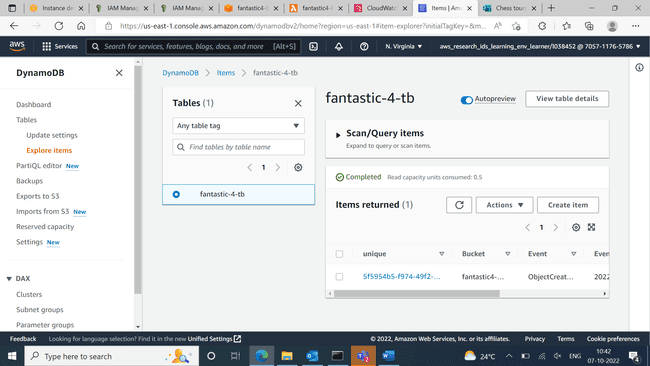 Instance de
IAM Manag
IAM Manag
fantastic4-l
fantastic4-l
CloudWatc
Items | Ama
Chess tourn
https://us-east-1.console.aws.amazon.com/dynamodbv2/home?region=us-east-1#item-explorer?initialTagKey=&m...
aws
Services
Search for services, features, blogs, docs, and more [Alt+S]
N. Virginia ▼
aws_research_ids_learning_env_learner/l038452 @ 7057-1176-5786 ▼
DynamoDB
Dashboard
Tables
Update settings
Explore items
PartiQL editor New
Backups
Exports to S3
Imports from S3 New
Reserved capacity
Settings New
DAX
Clusters
Subnet groups
Parameter groups
DynamoDB > Items > fantastic-4-tb
Tables (1)
Any table tag
Find tables by table name
1
fantastic-4-tb
fantastic-4-tb
Autopreview
View table details
Scan/Query items
Expand to query or scan items.
Completed Read capacity units consumed: 0.5
Items returned (1)
Actions ▼
Create item
1
unique Bucket Event Even
5f5954b5-f974-49f2-... fantastic4-... ObjectCreat... 2022
Feedback Looking for language selection? Find it in the new Unified Settings
© 2022, Amazon Web Services, Inc. or its affiliates. Privacy Terms Cookie preferences
Type here to search
24°C
ENG
10:42
07-10-2022
4